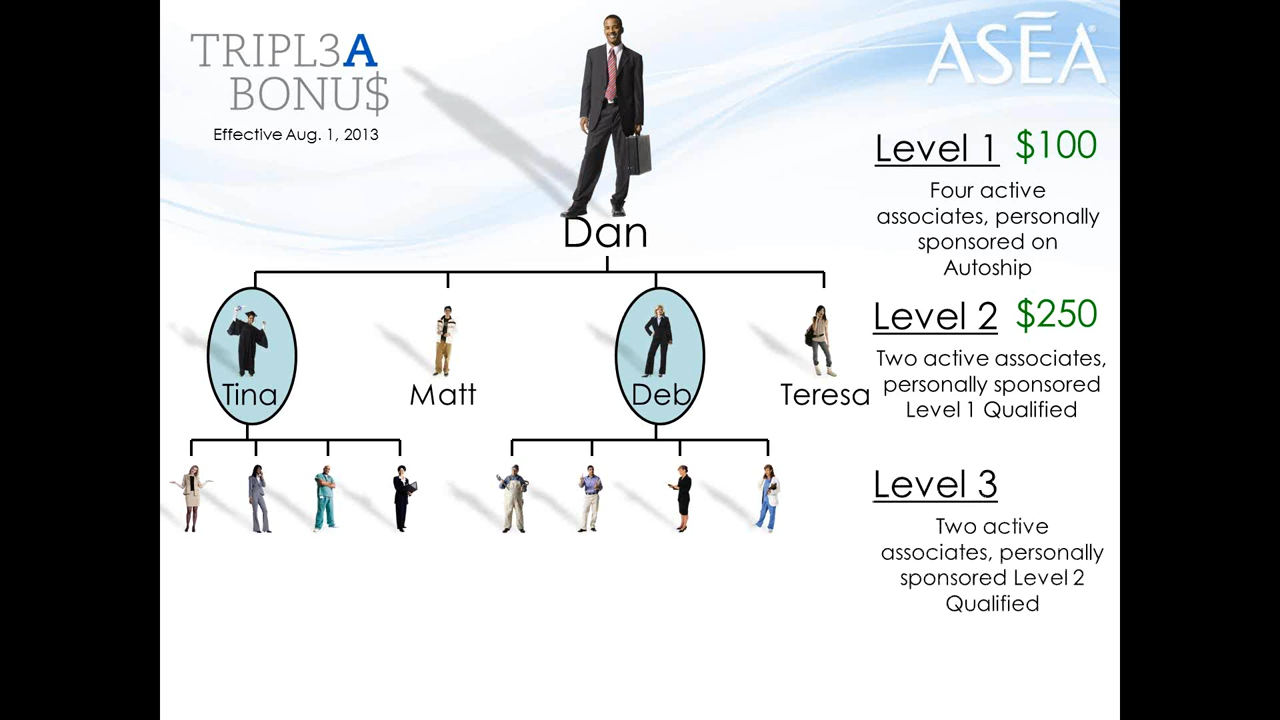 TRIPL3A
BONU$
Effective Aug. 1, 2013
ASEA
Dan
Tina
Matt
Deb
Teresa
Level 1 $100
Four active
associates, personally
sponsored on
Autoship
Level 2 $250
Two active associates,
personally sponsored
Level 1 Qualified
Level 3
Two active
associates, personally
sponsored Level 2
Qualified